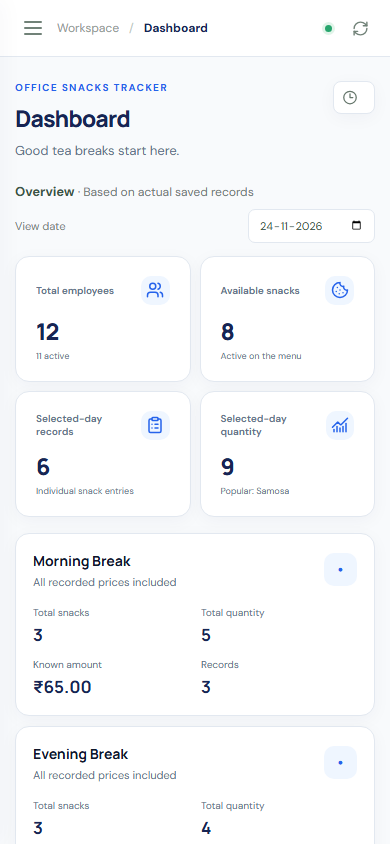 Workspace / Dashboard
OFFICE SNACKS TRACKER
Dashboard
Good tea breaks start here.
Overview · Based on actual saved records
View date
24-11-2026
Total employees
12
11 active
Available snacks
8
Active on the menu
Selected-day
records
6
Individual snack entries
Selected-day
quantity
9
Popular: Samosa
Morning Break
All recorded prices included
Total snacks
3
Total quantity
5
Known amount
₹65.00
Records
3
Evening Break
All recorded prices included
Total snacks
3
Total quantity
4